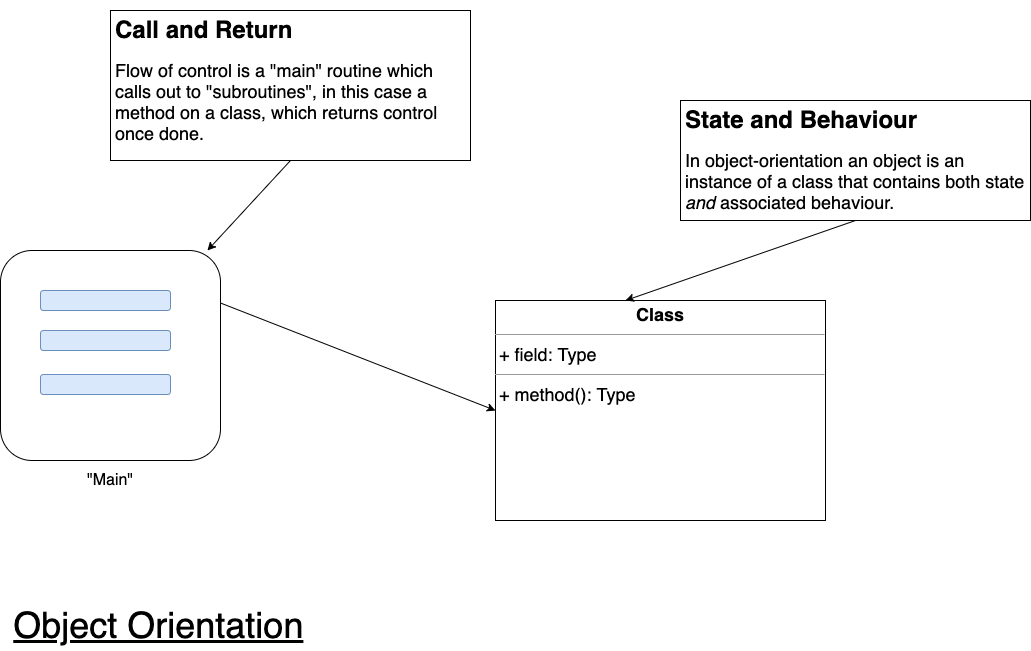 Call and Return
Flow of control is a "main" routine which
calls out to "subroutines", in this case a
method on a class, which returns control
once done.
State and Behaviour
In object-orientation an object is an
instance of a class that contains both state
and associated behaviour.
Class
+ field: Type
+ method(): Type
"Main"
Object Orientation